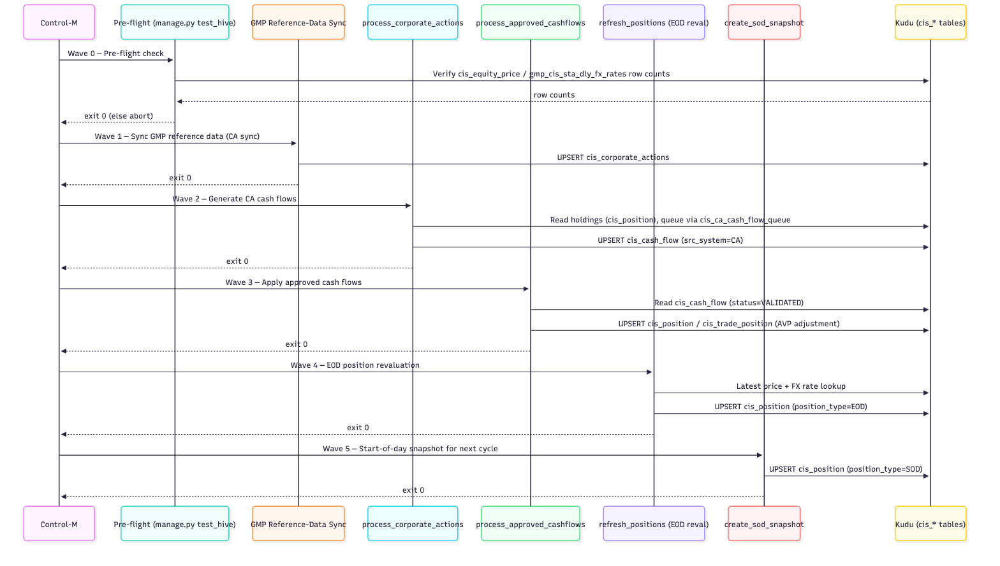 Control-M
Pre-flight (manage.py test_hive)
GMP Reference-Data Sync
process_corporate_actions
process_approved_cashflows
refresh_positions (EOD reval)
create_sod_snapshot
Kudu (cis_* tables)
Wave 0 – Pre-flight check
Verify cis_equity_price / gmp_cis_sta_dly_fx_rates row counts
row counts
exit 0 (else abort)
Wave 1 – Sync GMP reference data (CA sync)
UPSERT cis_corporate_actions
exit 0
Wave 2 – Generate CA cash flows
Read holdings (cis_position), queue via cis_ca_cash_flow_queue
UPSERT cis_cash_flow (src_system=CA)
exit 0
Wave 3 – Apply approved cash flows
Read cis_cash_flow (status=VALIDATED)
UPSERT cis_position / cis_trade_position (AVP adjustment)
exit 0
Wave 4 – EOD position revaluation
Latest price + FX rate lookup
UPSERT cis_position (position_type=EOD)
exit 0
Wave 5 – Start-of-day snapshot for next cycle
UPSERT cis_position (position_type=SOD)
exit 0
Control-M
Pre-flight (manage.py test_hive)
GMP Reference-Data Sync
process_corporate_actions
process_approved_cashflows
refresh_positions (EOD reval)
create_sod_snapshot
Kudu (cis_* tables)